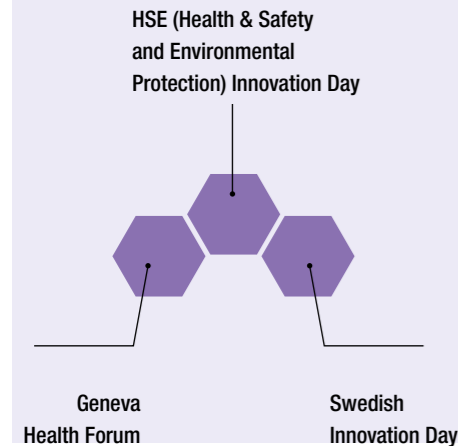 HSE (Health & Safety
and Environmental
Protection) Innovation Day
Geneva
Health Forum
Swedish
Innovation Day